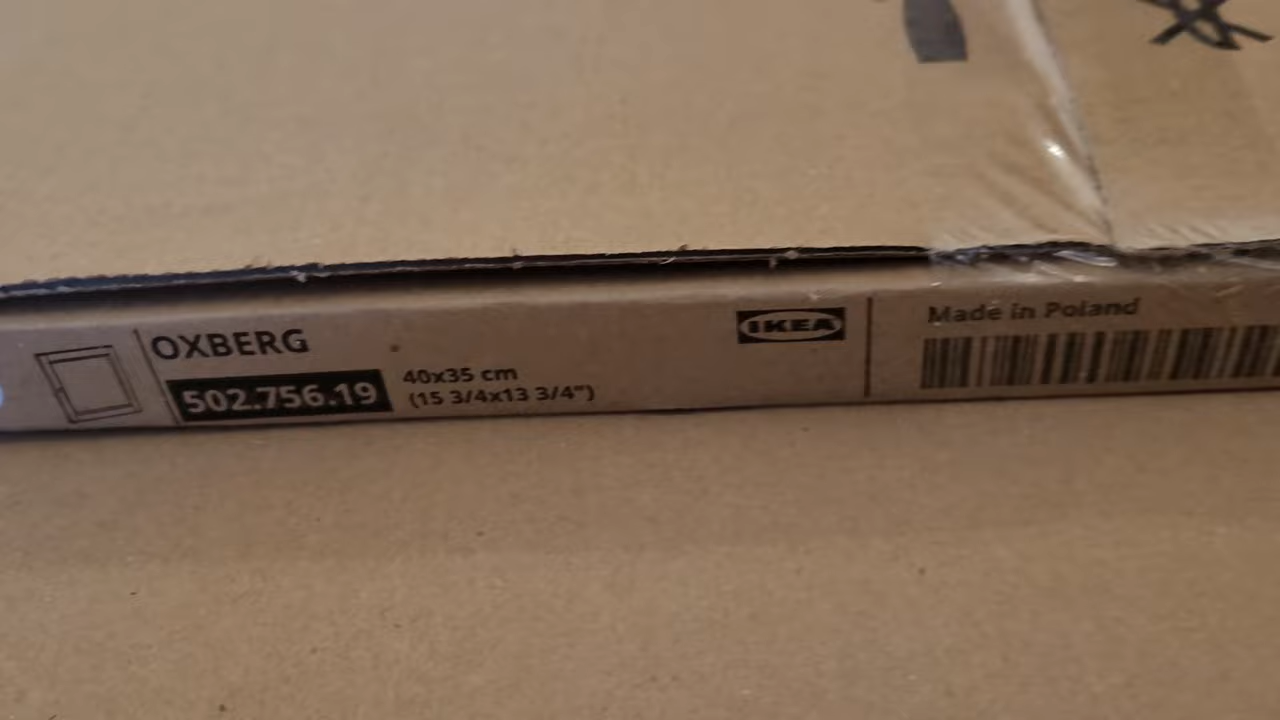 OXBERG
502.756.19
40x35 cm
(15 3/4x13 3/4")
IKEA
Made in Poland